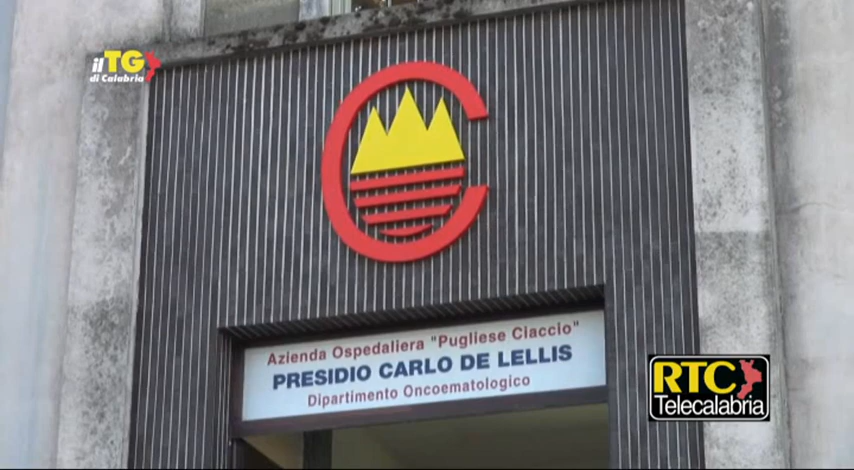 il TG
di Calabria
Azienda Ospedaliera "Pugliese Ciaccio"
PRESIDIO CARLO DE LELLIS
Dipartimento Oncoematologico
RTC
Telecalabria